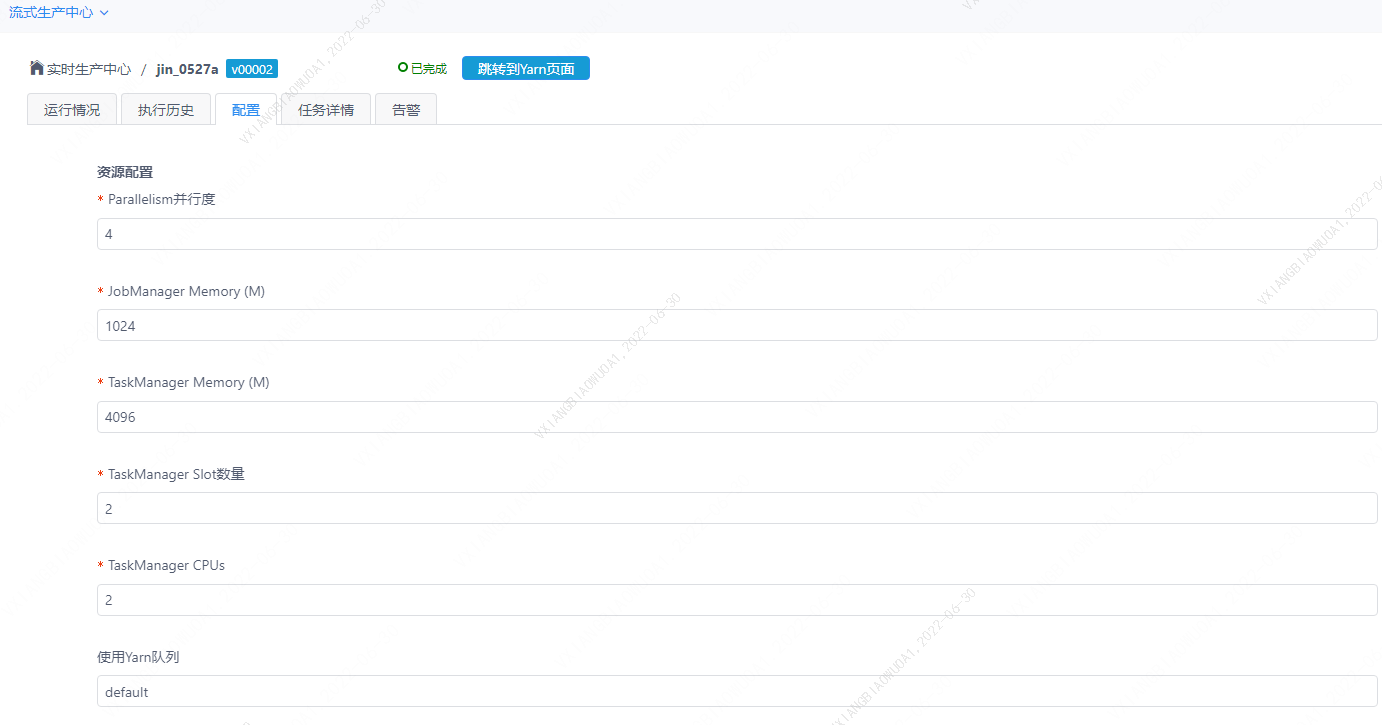 流式生产中心
实时生产中心 / jin_0527a v00002 已完成 跳转到Yarn页面
运行情况 执行历史 配置 任务详情 告警
资源配置
* Parallelism并行度
4
* JobManager Memory (M)
1024
* TaskManager Memory (M)
4096
* TaskManager Slot数量
2
* TaskManager CPUs
2
使用Yarn队列
default